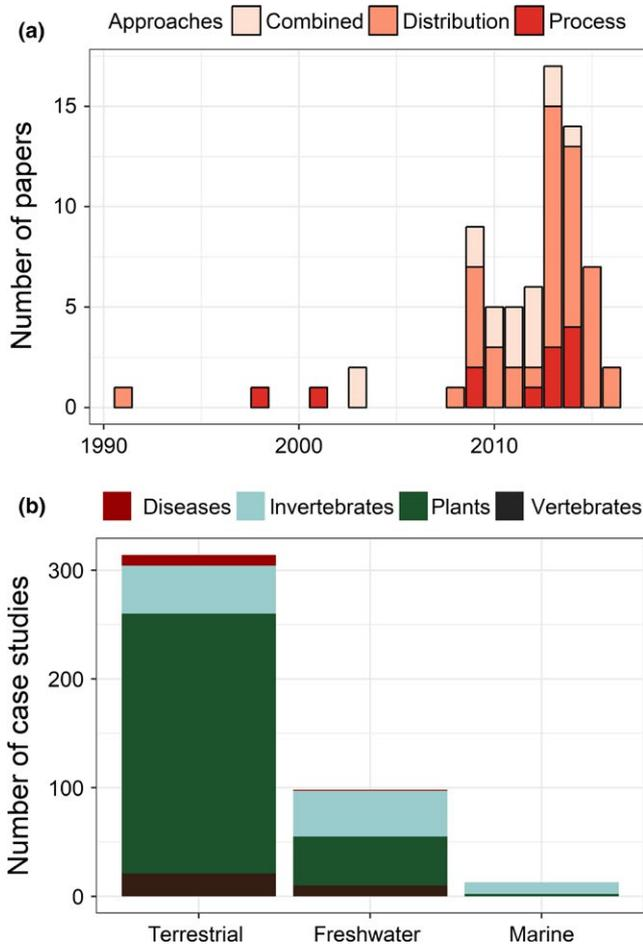 (a) Approaches Combined Distribution Process
Number of papers
15
10
5
0
1990 2000 2010
(b) Diseases Invertebrates Plants Vertebrates
Number of case studies
300
200
100
0
Terrestrial Freshwater Marine